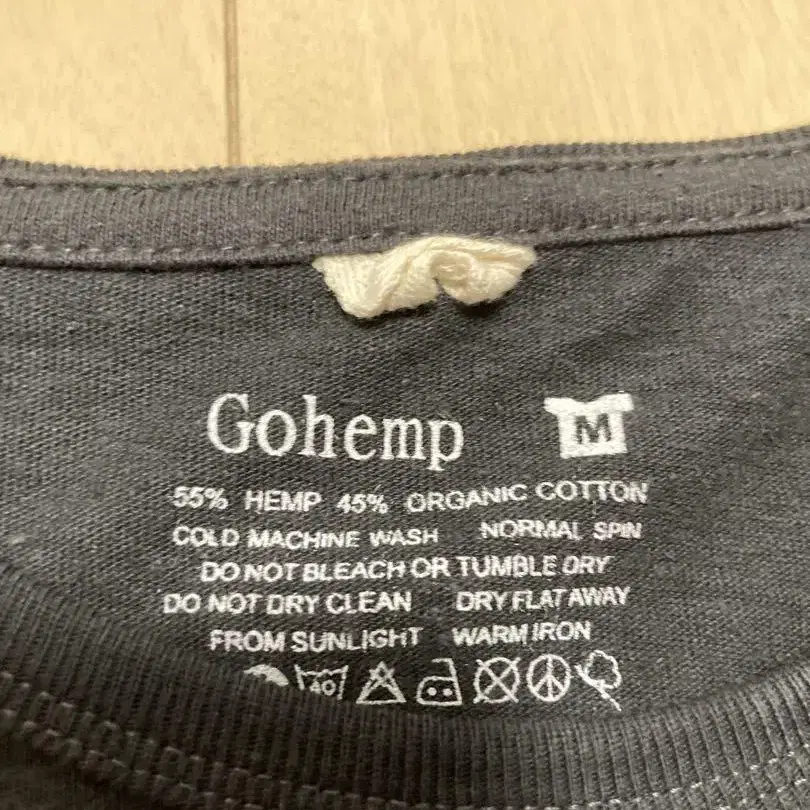 Gohemp M
55% HEMP 45% ORGANIC COTTON
COLD MACHINE WASH NORMAL SPIN
DO NOT BLEACH OR TUMBLE DRY
DO NOT DRY CLEAN DRY FLAT AWAY
FROM SUNLIGHT WARM IRON
40